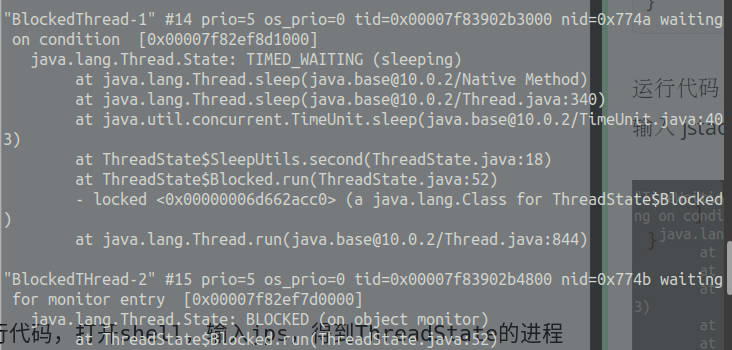 "BlockedThread-1" #14 prio=5 os_prio=0 tid=0x00007f83902b3000 nid=0x774a waiting
on condition  [0x00007f82ef8d1000]
java.lang.Thread.State: TIMED_WAITING (sleeping)
at java.lang.Thread.sleep(java.base@10.0.2/Native Method)
at java.lang.Thread.sleep(java.base@10.0.2/Thread.java:340)
at java.util.concurrent.TimeUnit.sleep(java.base@10.0.2/TimeUnit.java:40
3)
at ThreadState$SleepUtils.second(ThreadState.java:18)
at ThreadState$Blocked.run(ThreadState.java:52)
- locked <0x00000006d662acc0> (a java.lang.Class for ThreadState$Blocked
)
at java.lang.Thread.run(java.base@10.0.2/Thread.java:844)
"BlockedTHread-2" #15 prio=5 os_prio=0 tid=0x00007f83902b4800 nid=0x774b waiting
for monitor entry  [0x00007f82ef7d0000]
java.lang.Thread.State: BLOCKED (on object monitor)
at ThreadState$Blocked.run(ThreadState.java:52)
行代码，打开shell，输入jps，得到ThreadState的进程
}
运行代码
输入 jstac
ng on condi
}
java.lan
at
at
at
3)
at
at